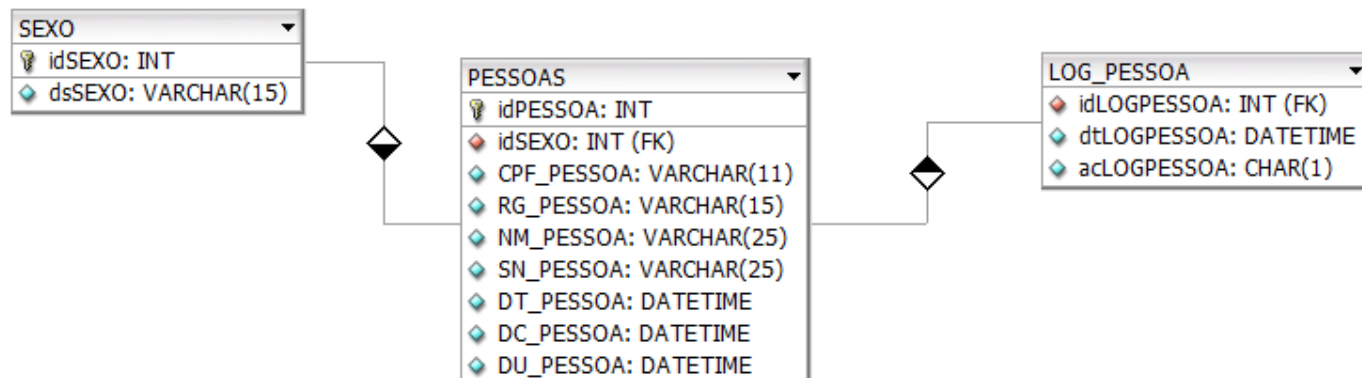 SEXO
idSEXO: INT
dsSEXO: VARCHAR(15)
PESSOAS
idPESSOA: INT
idSEXO: INT (FK)
CPF_PESSOA: VARCHAR(11)
RG_PESSOA: VARCHAR(15)
NM_PESSOA: VARCHAR(25)
SN_PESSOA: VARCHAR(25)
DT_PESSOA: DATETIME
DC_PESSOA: DATETIME
DU_PESSOA: DATETIME
LOG_PESSOA
idLOGPESSOA: INT (FK)
dtLOGPESSOA: DATETIME
acLOGPESSOA: CHAR(1)